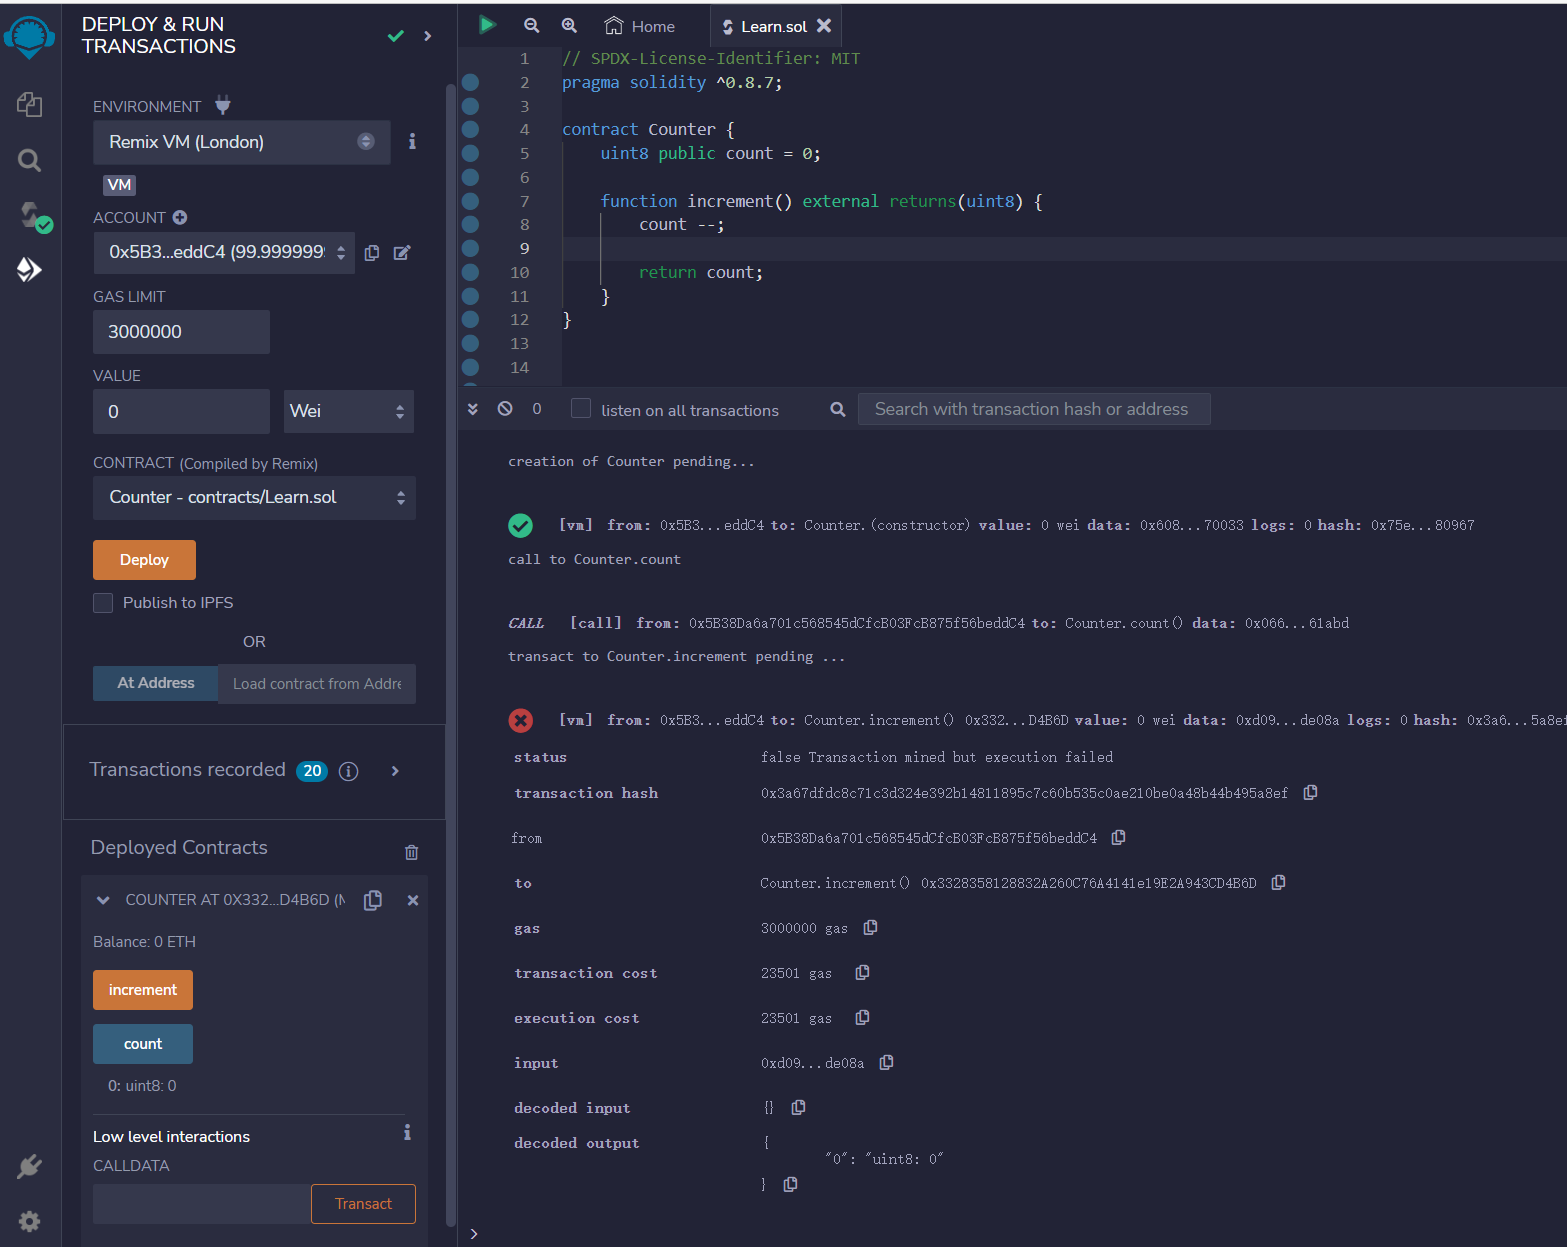 DEPLOY & RUN
TRANSACTIONS
ENVIRONMENT
Remix VM (London)
VM
ACCOUNT
0x5B3...eddC4 (99.9999999
GAS LIMIT
3000000
VALUE
0
Wei
CONTRACT (Compiled by Remix)
Counter - contracts/Learn.sol
Deploy
Publish to IPFS
OR
At Address
Load contract from Addre
Transactions recorded 20
Deployed Contracts
COUNTER AT 0X332...D4B6D (M
Balance: 0 ETH
increment
count
0: uint8: 0
Low level interactions
CALLDATA
Transact
Home
Learn.sol
1 // SPDX-License-Identifier: MIT
2 pragma solidity ^0.8.7;
3
4 contract Counter {
5 uint8 public count = 0;
6
7 function increment() external returns(uint8) {
8 count --;
9
10 return count;
11 }
12 }
13
14
0 listen on all transactions
Search with transaction hash or address
creation of Counter pending...
[vm] from: 0x5B3...eddC4 to: Counter.(constructor) value: 0 wei data: 0x608...70033 logs: 0 hash: 0x75e...80967
call to Counter.count
CALL [call] from: 0x5B38Da6a701c568545dCfcB03FcB875f56beddC4 to: Counter.count() data: 0x066...61abd
transact to Counter.increment pending ...
[vm] from: 0x5B3...eddC4 to: Counter.increment() 0x332...D4B6D value: 0 wei data: 0xd09...de08a logs: 0 hash: 0x3a6...5a8ef
status false Transaction mined but execution failed
transaction hash 0x3a67dfdc8c71c3d324e392b14811895c7c60b535c0ae210be0a48b44b495a8ef
from 0x5B38Da6a701c568545dCfcB03FcB875f56beddC4
to Counter.increment() 0x3328358128832A260C76A4141e19E2A943CD4B6D
gas 3000000 gas
transaction cost 23501 gas
execution cost 23501 gas
input 0xd09...de08a
decoded input {}
decoded output {
"0": "uint8: 0"
}
>